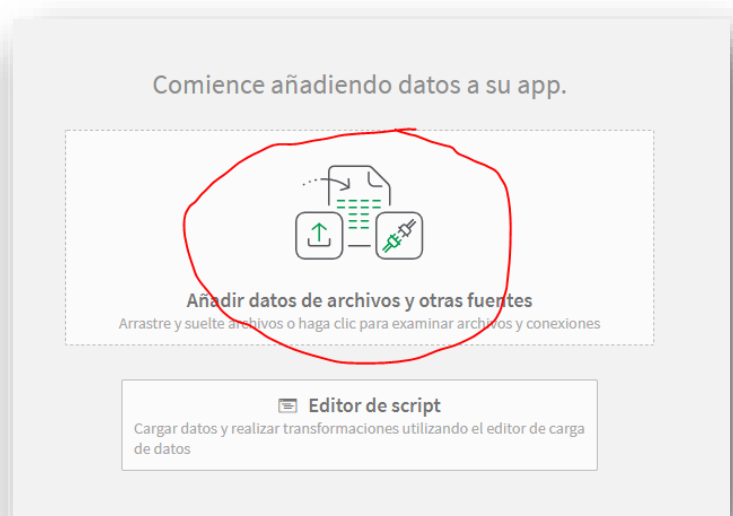 Comience añadiendo datos a su app.
Añadir datos de archivos y otras fuentes
Arrastre y suelte archivos o haga clic para examinar archivos y conexiones
Editor de script
Cargar datos y realizar transformaciones utilizando el editor de carga
de datos